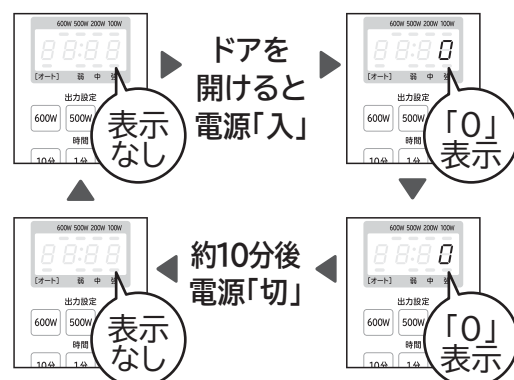 600W 500W 200W 100W
[オート] 弱 中
出力設定
600W 500W
時間
10分 1分
表示
なし
ドアを
開けると
電源「入」
600W 500W 200W 100W
0
[オート] 弱 中 強
出力設定
600W 500W
時間
10分 1分
「0」
表示
600W 500W 200W 100W
[オート] 弱 中
出力設定
600W 500W
時間
10分 1分
表示
なし
約10分後
電源「切」
600W 500W 200W 100W
0
[オート] 弱 中 強
出力設定
600W 500W
時間
10分 1分
「0」
表示